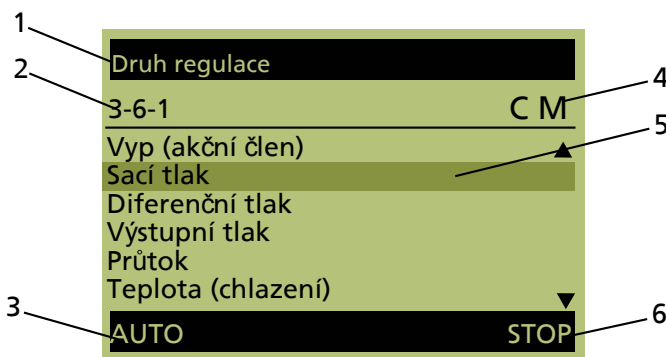 1
Druh regulace
2
3-6-1 C M
4
5
Vyp (akční člen) ▲
Sací tlak
Diferenční tlak
Výstupní tlak
Průtok
Teplota (chlazení) ▼
3
AUTO STOP
6